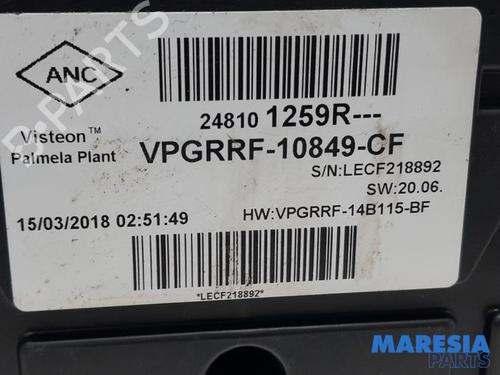 B-PARTS
ANC
Visteon™
Palmela Plant
24810 1259R---
VPGRRF-10849-CF
S/N:LECF218892
SW:20.06.
15/03/2018 02:51:49
HW:VPGRRF-14B115-BF
*LECF218892*
MARESIA
PARTS